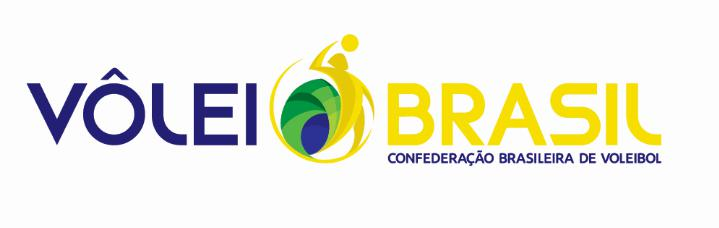 VÔLEI BRASIL
CONFEDERAÇÃO BRASILEIRA DE VOLEIBOL